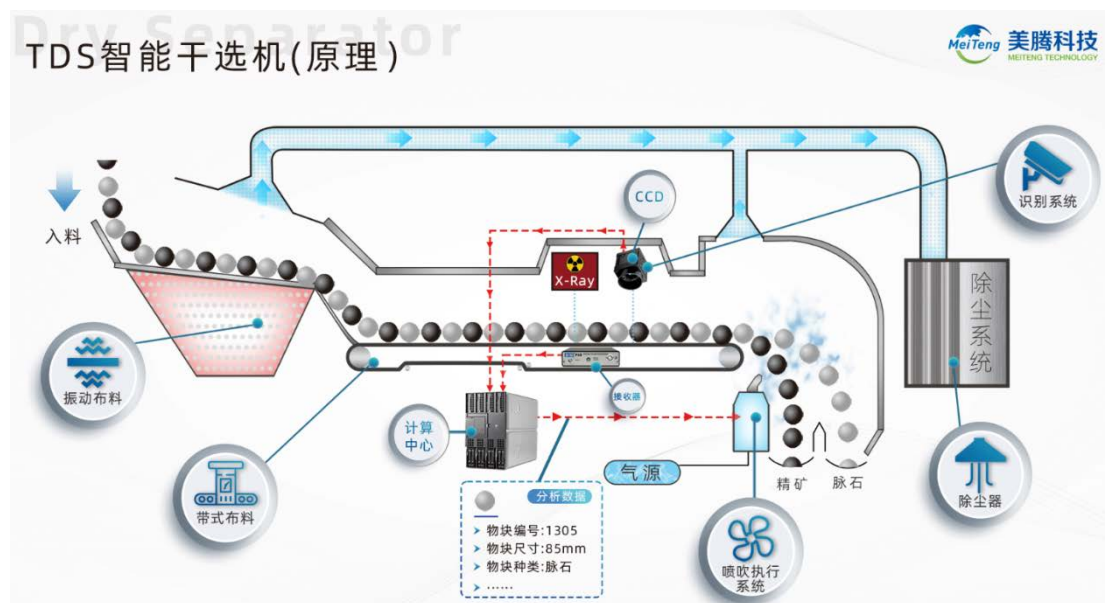 Dry Separator
TDS智能干选机(原理)
MeiTeng 美腾科技
MEITENG TECHNOLOGY
入料
CCD
识别系统
X-Ray
除尘系统
振动布料
接收器
计算
中心
带式布料
气源
精矿
脉石
除尘器
分析数据
物块编号:1305
物块尺寸:85mm
物块种类:脉石
······
喷吹执行
系统